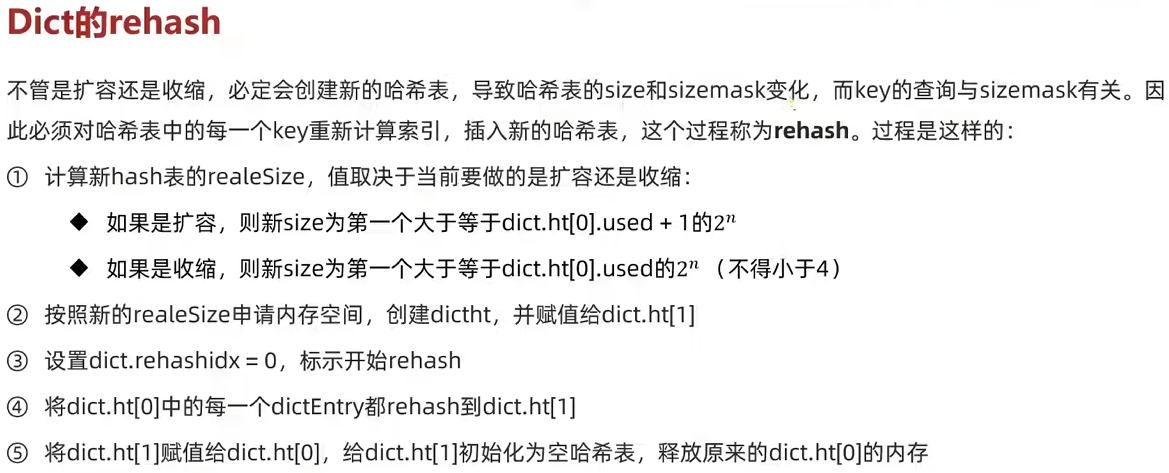 Dict的rehash
不管是扩容还是收缩，必定会创建新的哈希表，导致哈希表的size和sizemask变化，而key的查询与sizemask有关。因
此必须对哈希表中的每一个key重新计算索引，插入新的哈希表，这个过程称为rehash。过程是这样的：
① 计算新hash表的realeSize，值取决于当前要做的是扩容还是收缩：
◆ 如果是扩容，则新size为第一个大于等于dict.ht[0].used + 1的2ⁿ
◆ 如果是收缩，则新size为第一个大于等于dict.ht[0].used的2ⁿ （不得小于4）
② 按照新的realeSize申请内存空间，创建dictht，并赋值给dict.ht[1]
③ 设置dict.rehashidx = 0，标示开始rehash
④ 将dict.ht[0]中的每一个dictEntry都rehash到dict.ht[1]
⑤ 将dict.ht[1]赋值给dict.ht[0]，给dict.ht[1]初始化为空哈希表，释放原来的dict.ht[0]的内存